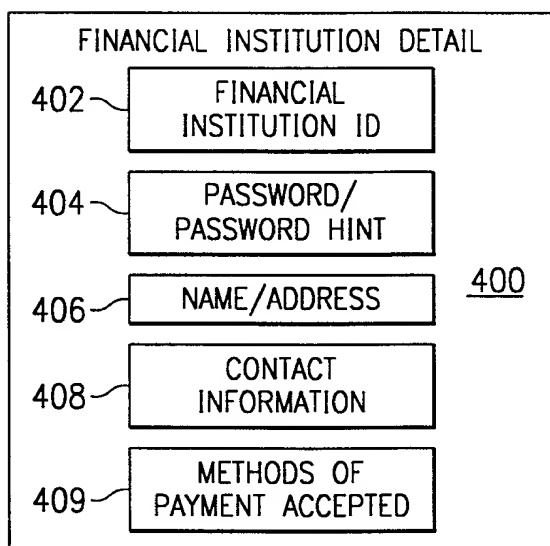 FINANCIAL INSTITUTION DETAIL
402
FINANCIAL
INSTITUTION ID
404
PASSWORD/
PASSWORD HINT
406
NAME/ADDRESS
400
408
CONTACT
INFORMATION
409
METHODS OF
PAYMENT ACCEPTED